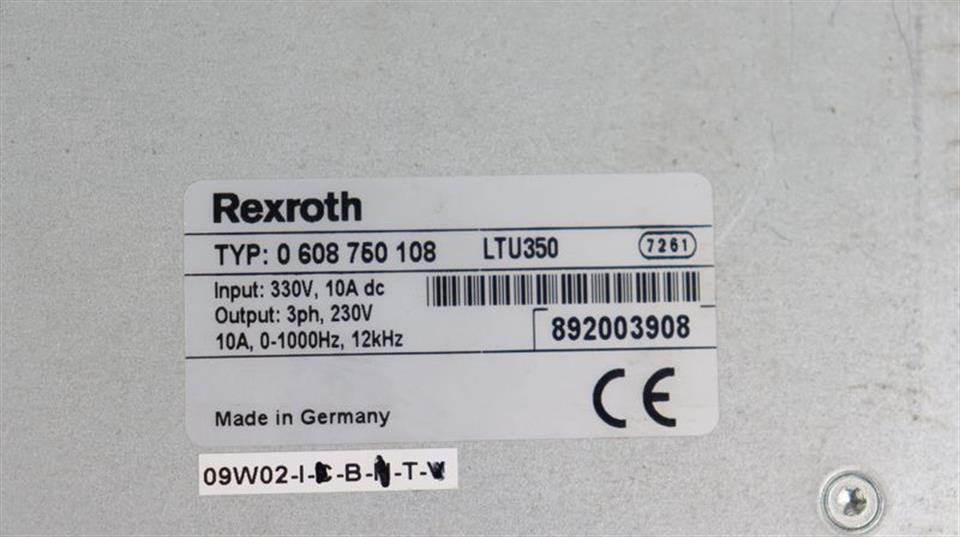 Rexroth
TYP: 0 608 750 108 LTU350 7261
Input: 330V, 10A dc
Output: 3ph, 230V
10A, 0-1000Hz, 12kHz
892003908
CE
Made in Germany
09W02-I- -B- -T-